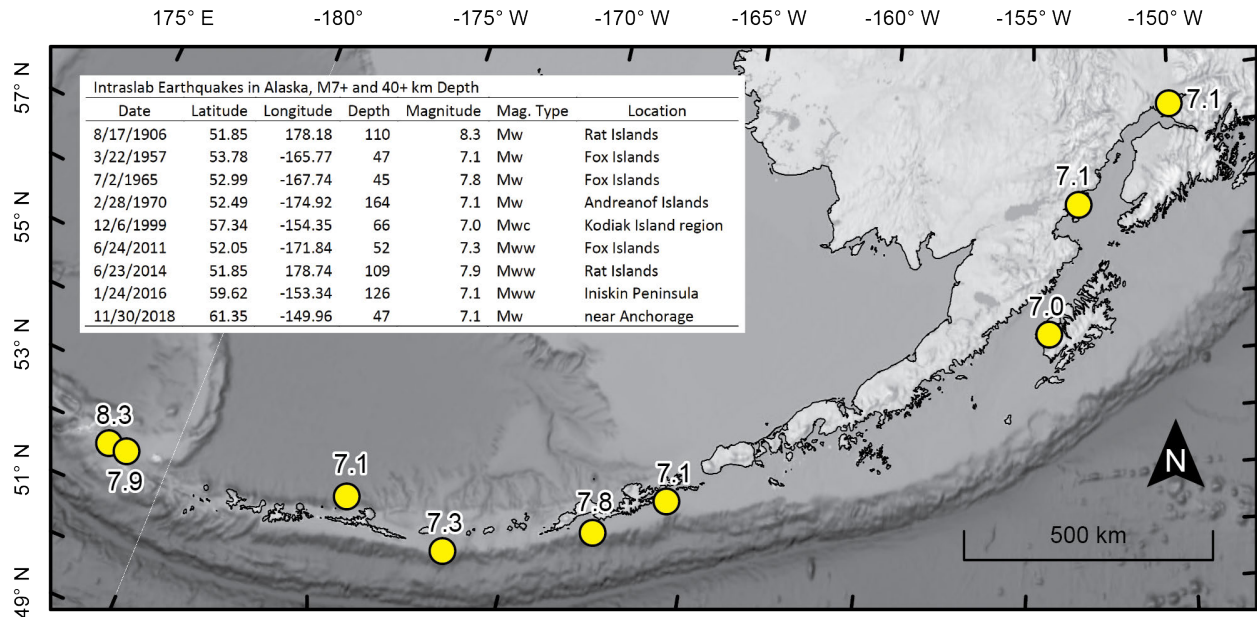 175° E -180° -175° W -170° W -165° W -160° W -155° W -150° W
57° N
55° N
53° N
51° N
49° N
Intraslab Earthquakes in Alaska, M7+ and 40+ km Depth
Date Latitude Longitude Depth Magnitude Mag. Type Location
8/17/1906 51.85 178.18 110 8.3 Mw Rat Islands
3/22/1957 53.78 -165.77 47 7.1 Mw Fox Islands
7/2/1965 52.99 -167.74 45 7.8 Mw Fox Islands
2/28/1970 52.49 -174.92 164 7.1 Mw Andreanof Islands
12/6/1999 57.34 -154.35 66 7.0 Mwc Kodiak Island region
6/24/2011 52.05 -171.84 52 7.3 Mww Fox Islands
6/23/2014 51.85 178.74 109 7.9 Mww Rat Islands
1/24/2016 59.62 -153.34 126 7.1 Mww Iniskin Peninsula
11/30/2018 61.35 -149.96 47 7.1 Mw near Anchorage
7.1
7.1
7.0
8.3
7.9
7.1
7.3
7.8
7.1
N
500 km